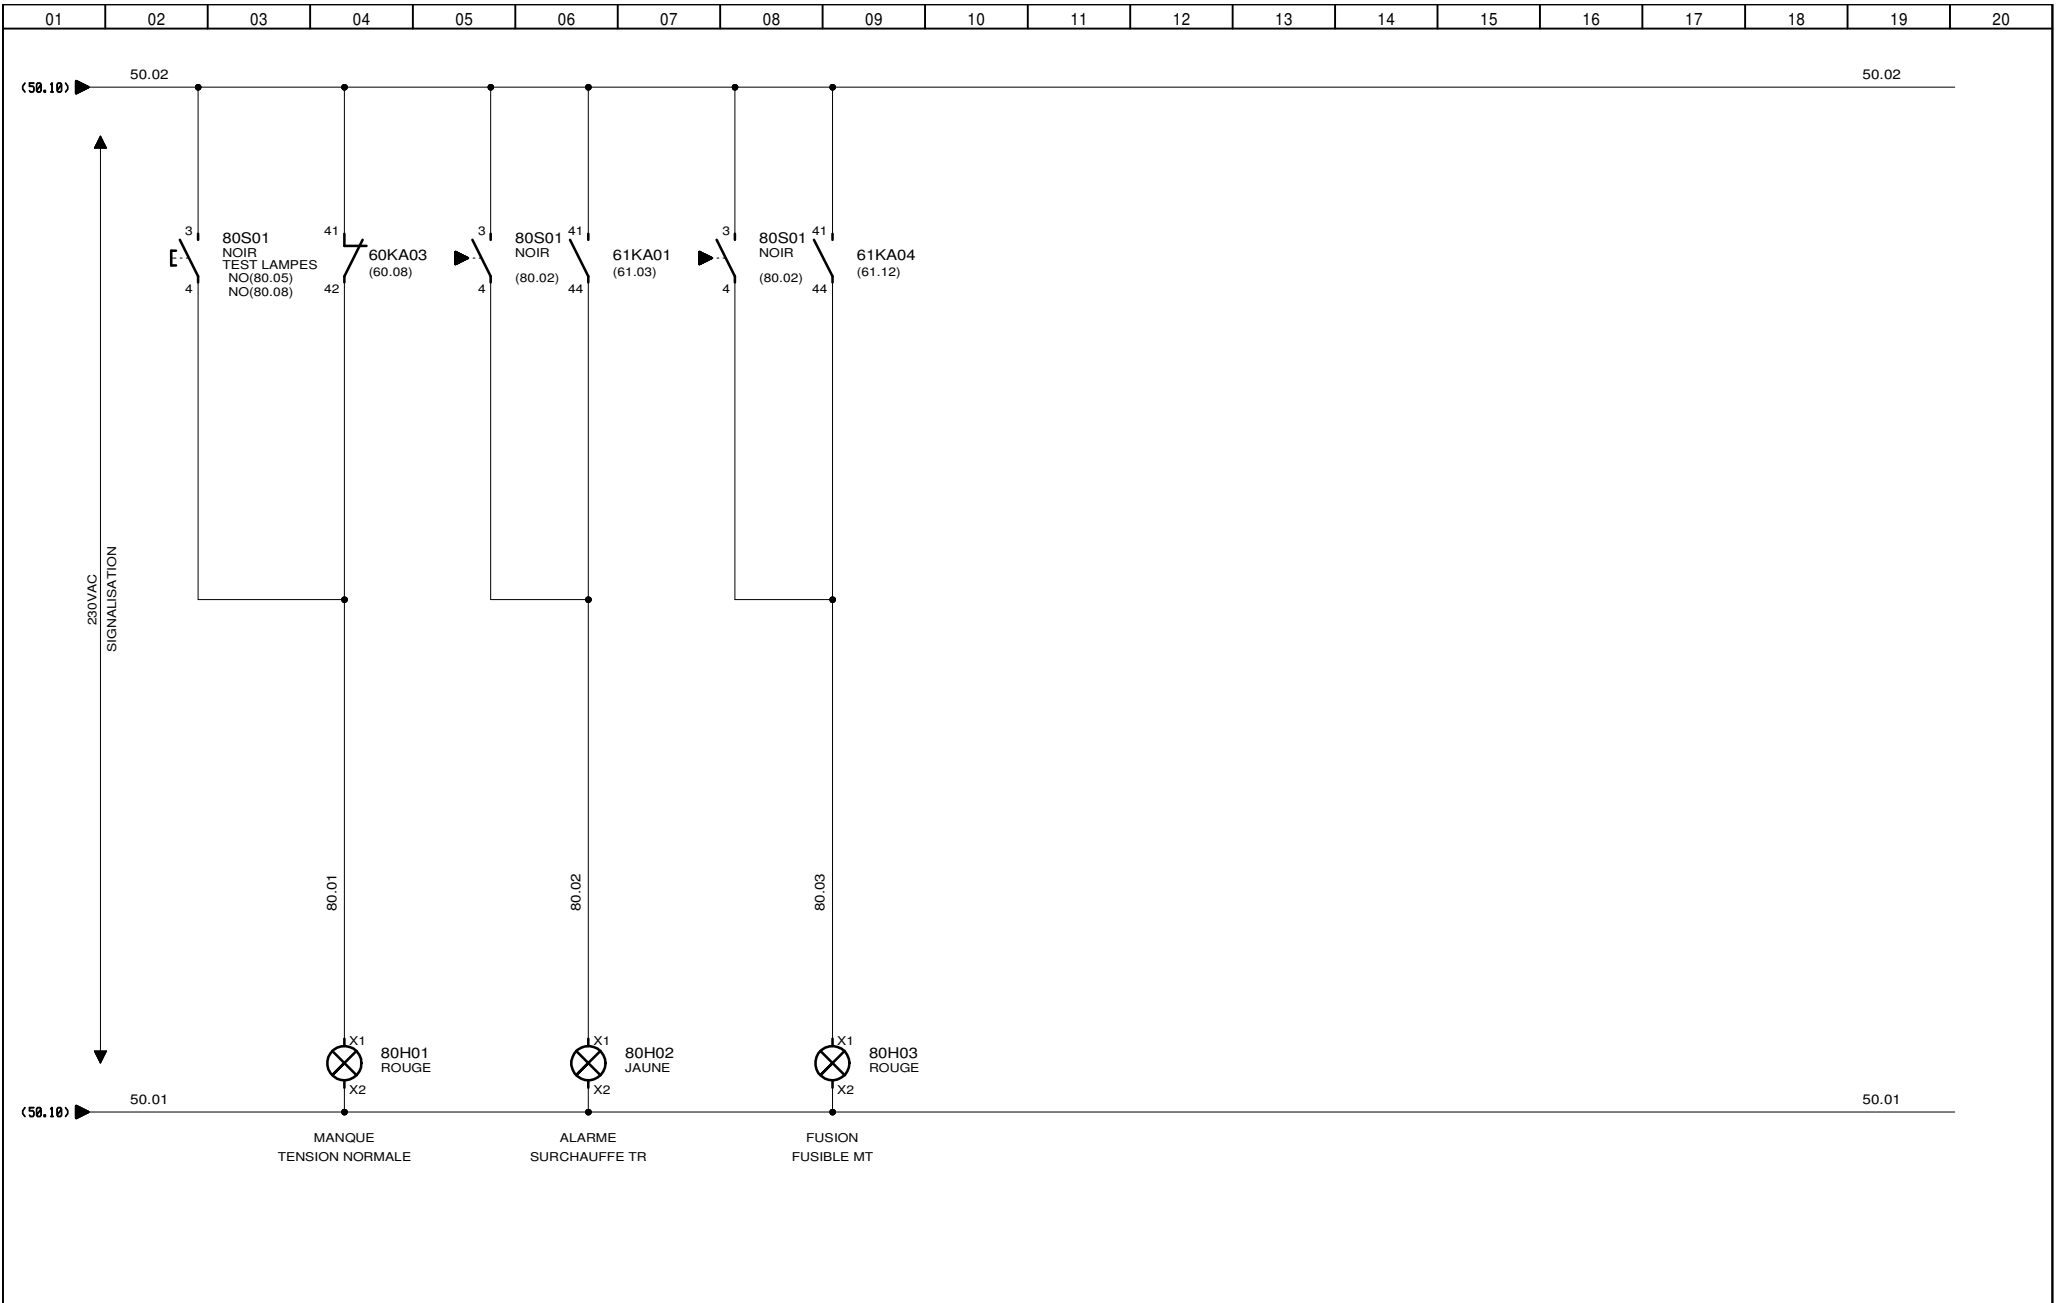 01 02 03 04 05 06 07 08 09 10 11 12 13 14 15 16 17 18 19 20
50.02 50.02
(50.10)
3 80S01 41 3 80S01 41 3 80S01 41
NOIR 60KA03 NOIR 61KA01 NOIR 61KA04
TEST LAMPES (60.08) (61.03) (61.12)
NO(80.05) (80.02) (80.02)
4 NO(80.08) 42 4 44 4 44
230VAC
SIGNALISATION
80.01 80.02 80.03
X1 X1 X1
80H01 80H02 80H03
ROUGE JAUNE ROUGE
X2 X2 X2
50.01 50.01
(50.10)
MANQUE ALARME FUSION
TENSION NORMALE SURCHAUFFE TR FUSIBLE MT